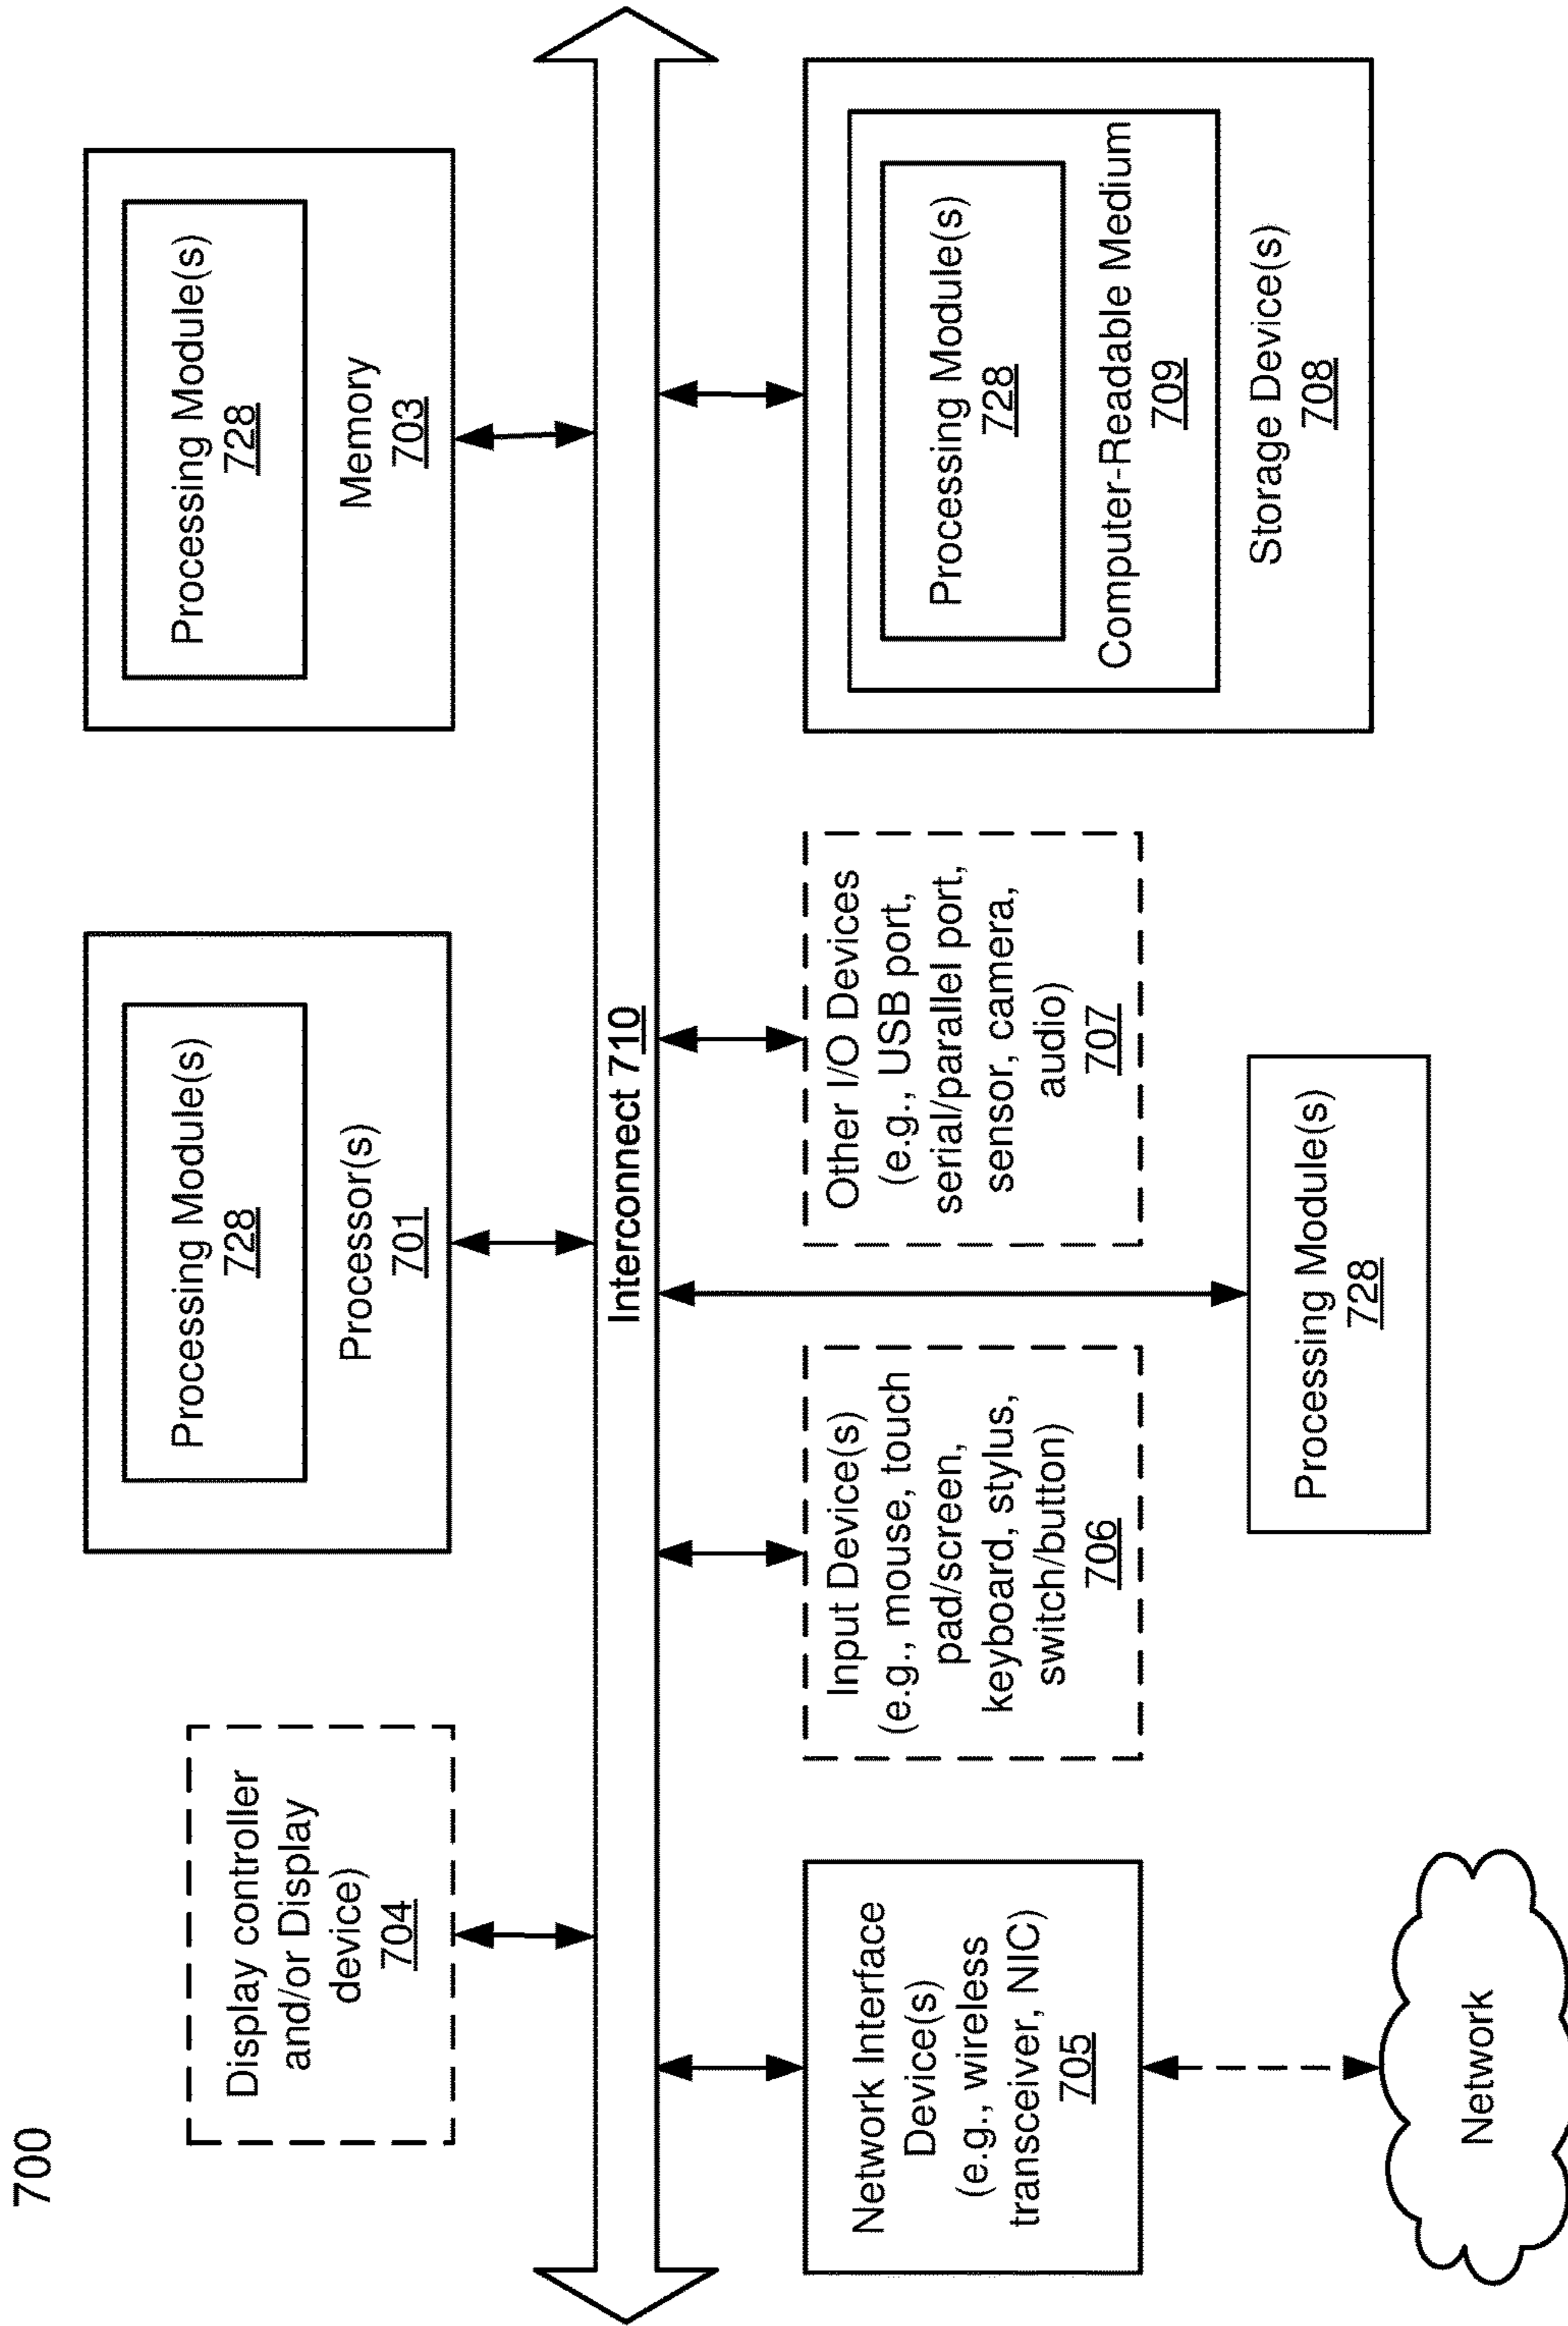 700
Display controller
and/or Display
device)
704
Processing Module(s)
728
Processor(s)
701
Processing Module(s)
728
Memory
703
Interconnect 710
Network Interface
Device(s)
(e.g., wireless
transceiver, NIC)
705
Input Device(s)
(e.g., mouse, touch
pad/screen,
keyboard, stylus,
switch/button)
706
Other I/O Devices
(e.g., USB port,
serial/parallel port,
sensor, camera,
audio)
707
Processing Module(s)
728
Computer-Readable Medium
709
Storage Device(s)
708
Processing Module(s)
728
Network